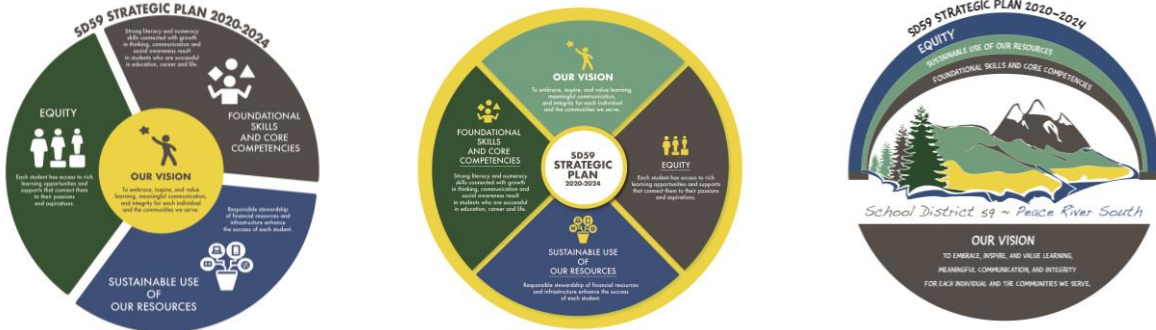 SD59 STRATEGIC PLAN 2020-2024
Strong literacy and numeracy
skills connected with growth
in thinking, communication and
social awareness result
in students who are successful
in education, career and life.
FOUNDATIONAL
SKILLS
AND CORE
COMPETENCIES
EQUITY
Each student has access to rich
learning opportunities and
supports that connect them
to their passions
and aspirations.
OUR VISION
To embrace, inspire, and value
learning, meaningful communication,
and integrity for each individual
and the communities we serve.
Responsible stewardship
of financial resources and
infrastructure enhance
the success of each student.
SUSTAINABLE USE
OF
OUR RESOURCES
OUR VISION
To embrace, inspire, and value learning,
meaningful communication,
and integrity for each individual
and the communities we serve.
FOUNDATIONAL
SKILLS
AND CORE
COMPETENCIES
Strong literacy and numeracy
skills connected with growth
in thinking, communication and
social awareness result
in students who are successful
in education, career and life.
SD59
STRATEGIC
PLAN
2020-2024
EQUITY
Each student has access to rich
learning opportunities and supports
that connect them to their passions
and aspirations.
SUSTAINABLE USE
OF
OUR RESOURCES
Responsible stewardship of financial resources
and infrastructure enhance the success
of each student.
SD59 STRATEGIC PLAN 2020-2024
EQUITY
SUSTAINABLE USE OF OUR RESOURCES
FOUNDATIONAL SKILLS AND CORE COMPETENCIES
School District 59 ~ Peace River South
OUR VISION
TO EMBRACE, INSPIRE, AND VALUE LEARNING,
MEANINGFUL COMMUNICATION, AND INTEGRITY
FOR EACH INDIVIDUAL AND THE COMMUNITIES WE SERVE.